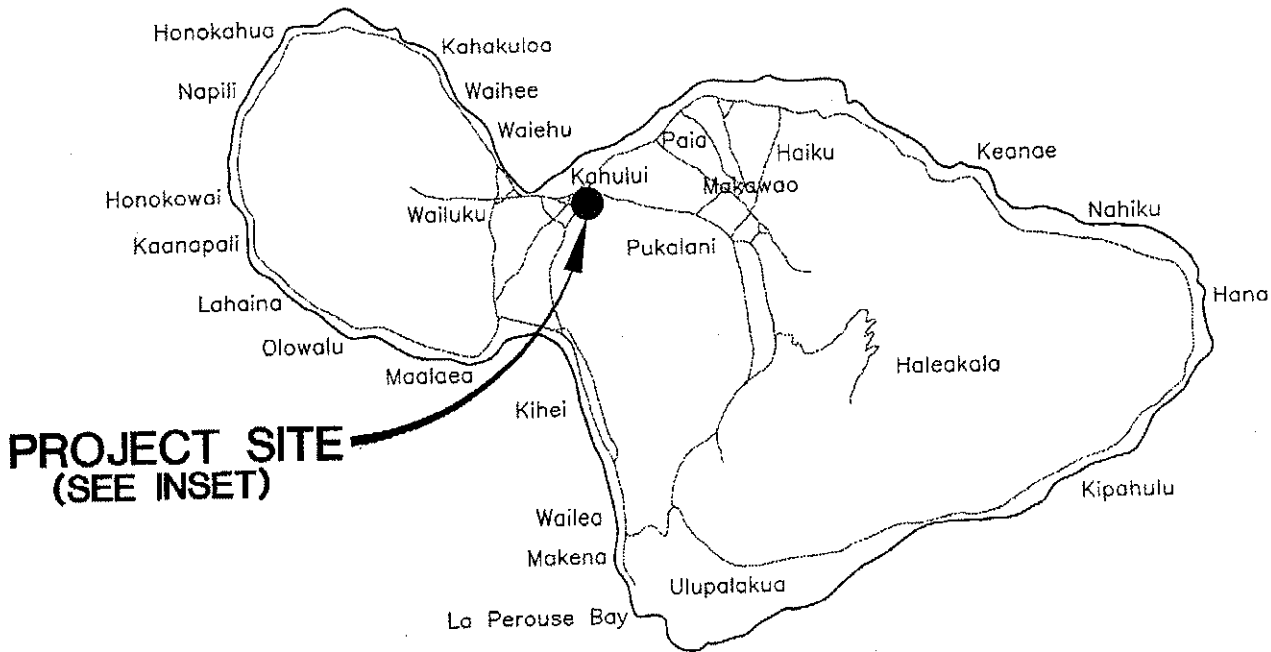 Honokahua
Kahakuloa
Napili
Waihee
Waiehu
Paia
Haiku
Keanae
Kahului
Makawao
Honokowai
Wailuku
Nahiku
Kaanapali
Pukalani
Lahaina
Hana
Olowalu
Maalaea
Haleakala
Kihei
PROJECT SITE
(SEE INSET)
Kipahulu
Wailea
Makena
Ulupalakua
La Perouse Bay